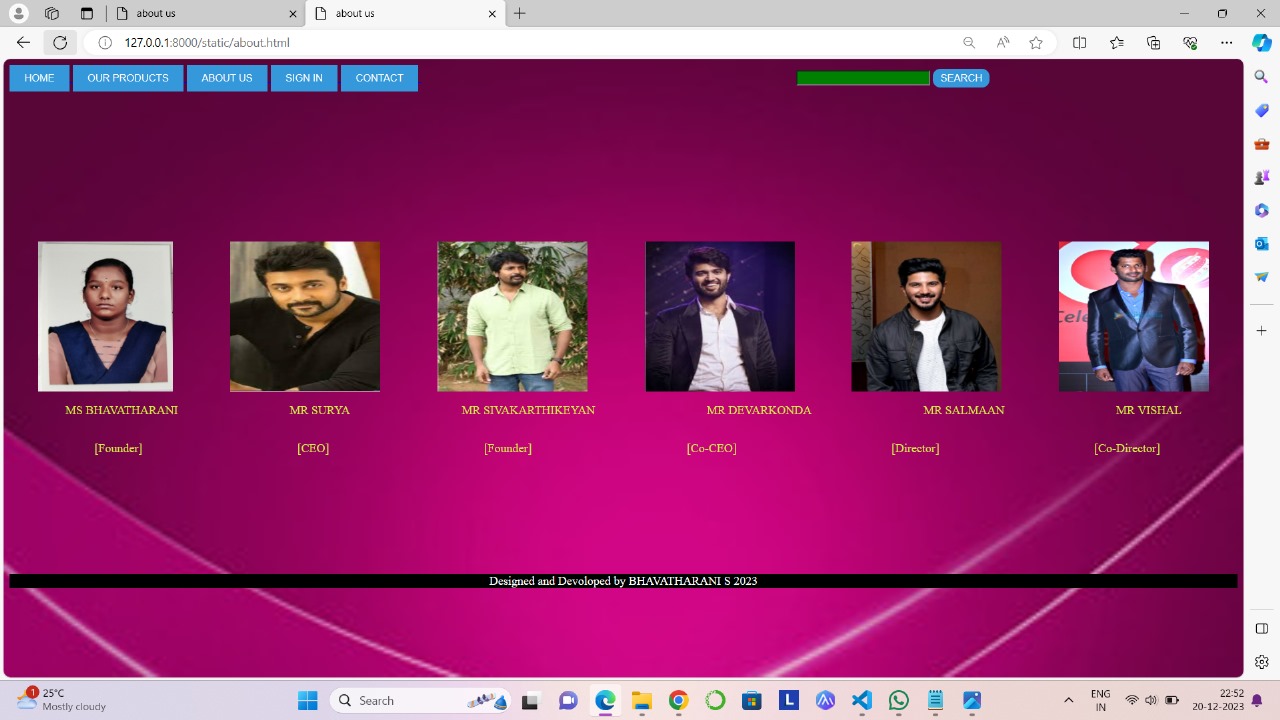 about us
about us
127.0.0.1:8000/static/about.html
HOME
OUR PRODUCTS
ABOUT US
SIGN IN
CONTACT
SEARCH
Cele
MS BHAVATHARANI
MR SURYA
MR SIVAKARTHIKEYAN
MR DEVARKONDA
MR SALMAAN
MR VISHAL
[Founder]
[CEO]
[Founder]
[Co-CEO]
[Director]
[Co-Director]
Designed and Devoloped by BHAVATHARANI S 2023
1
25°C
Mostly cloudy
Search
L
ENG
IN
22:52
20-12-2023